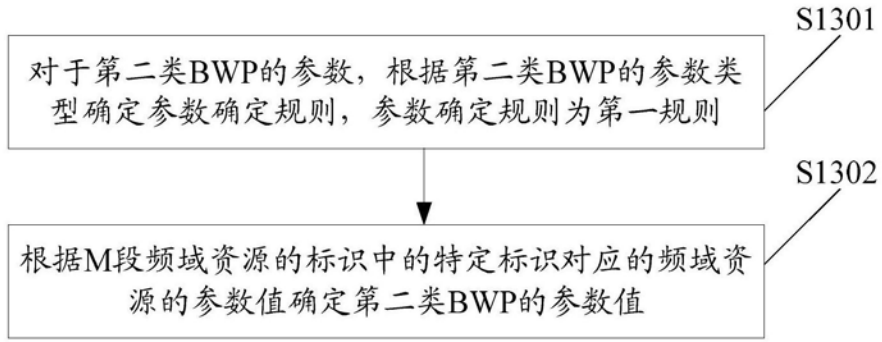 S1301
对于第二类BWP的参数，根据第二类BWP的参数类
型确定参数确定规则，参数确定规则为第一规则
S1302
根据M段频域资源的标识中的特定标识对应的频域资
源的参数值确定第二类BWP的参数值